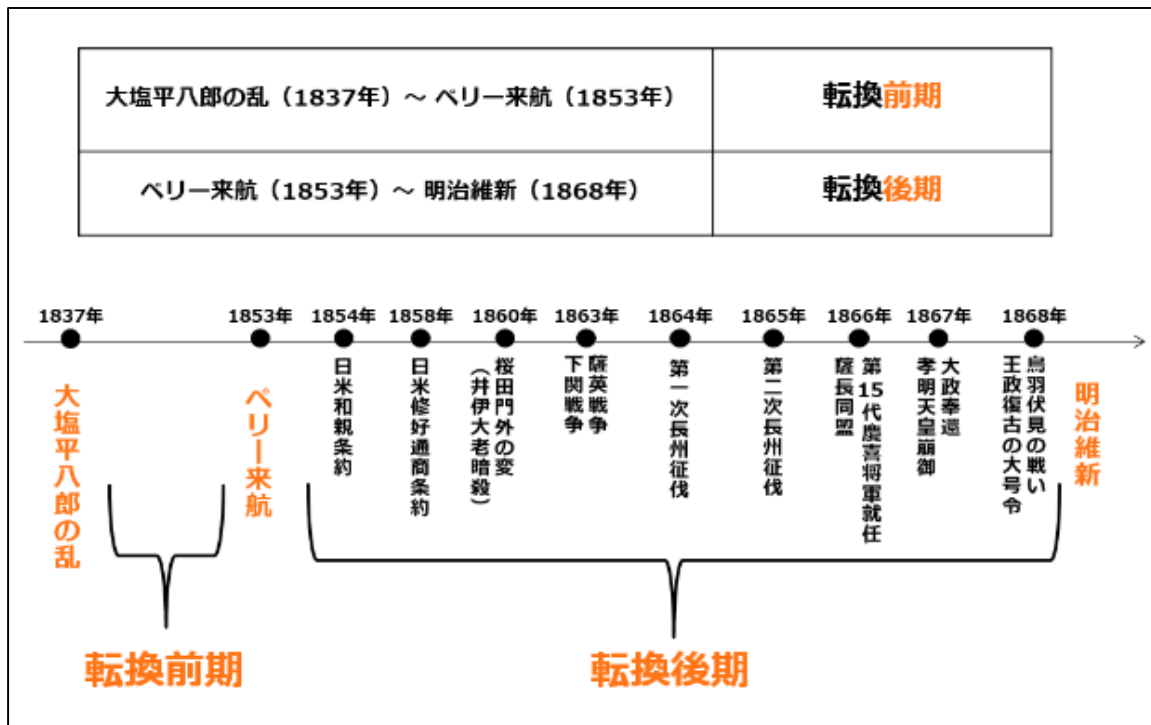 大塩平八郎の乱（1837年）～ ペリー来航（1853年）
転換前期
ペリー来航（1853年）～ 明治維新（1868年）
転換後期
1837年
1853年
1854年
1858年
1860年
1863年
1864年
1865年
1866年
1867年
1868年
大塩平八郎の乱
ペリー来航
日米和親条約
日米修好通商条約
桜田門外の変
（井伊大老暗殺）
薩英戦争
下関戦争
第一次長州征伐
第二次長州征伐
第15代慶喜将軍就任
薩長同盟
大政奉還
孝明天皇崩御
鳥羽伏見の戦い
王政復古の大号令
明治維新
転換前期
転換後期